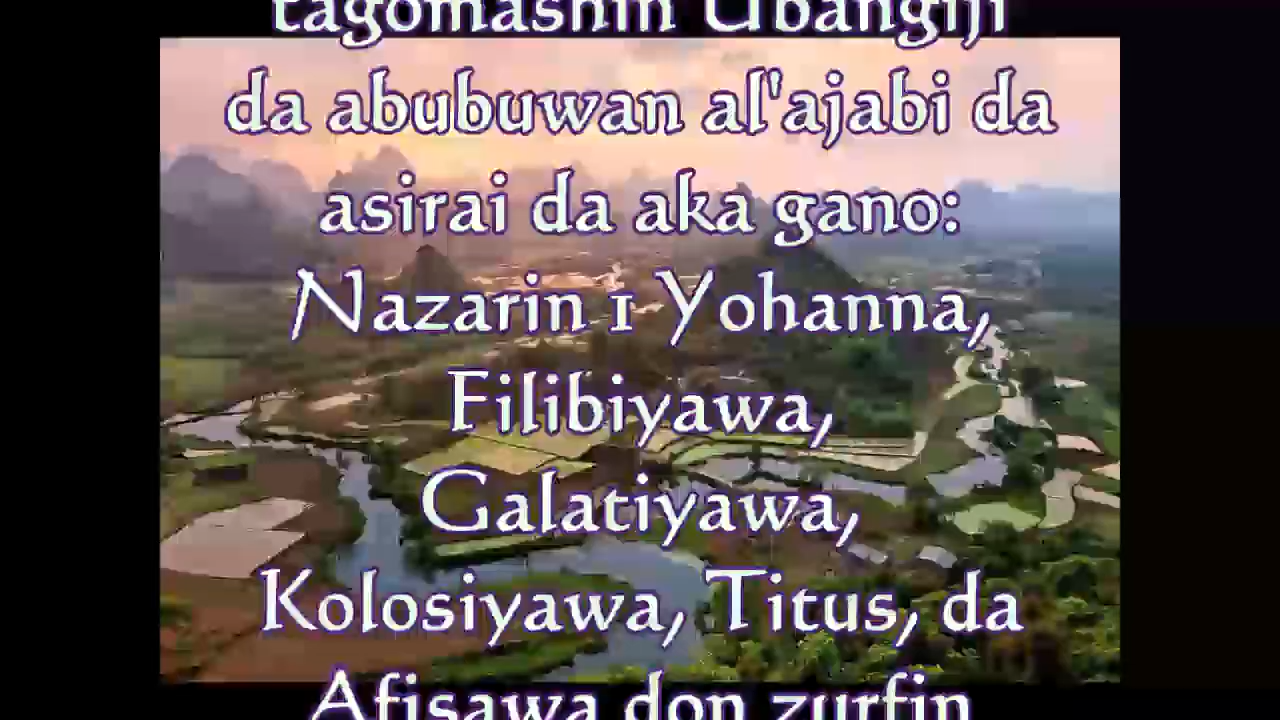 tagomashin Ubangiji
da abubuwan al'ajabi da
asirai da aka gano:
Nazarin 1 Yohanna,
Filibiyawa,
Galatiyawa,
Kolosiyawa, Titus, da
Afisawa don zurfin